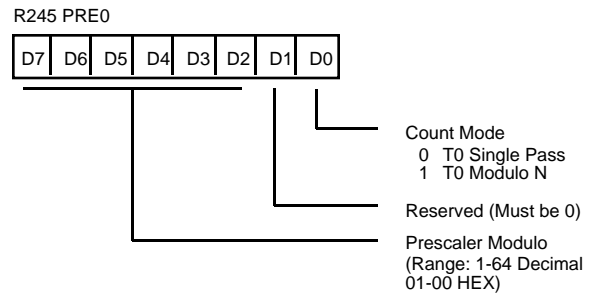 R245 PRE0
D7 D6 D5 D4 D3 D2 D1 D0
Count Mode
0 T0 Single Pass
1 T0 Modulo N
Reserved (Must be 0)
Prescaler Modulo
(Range: 1-64 Decimal
01-00 HEX)